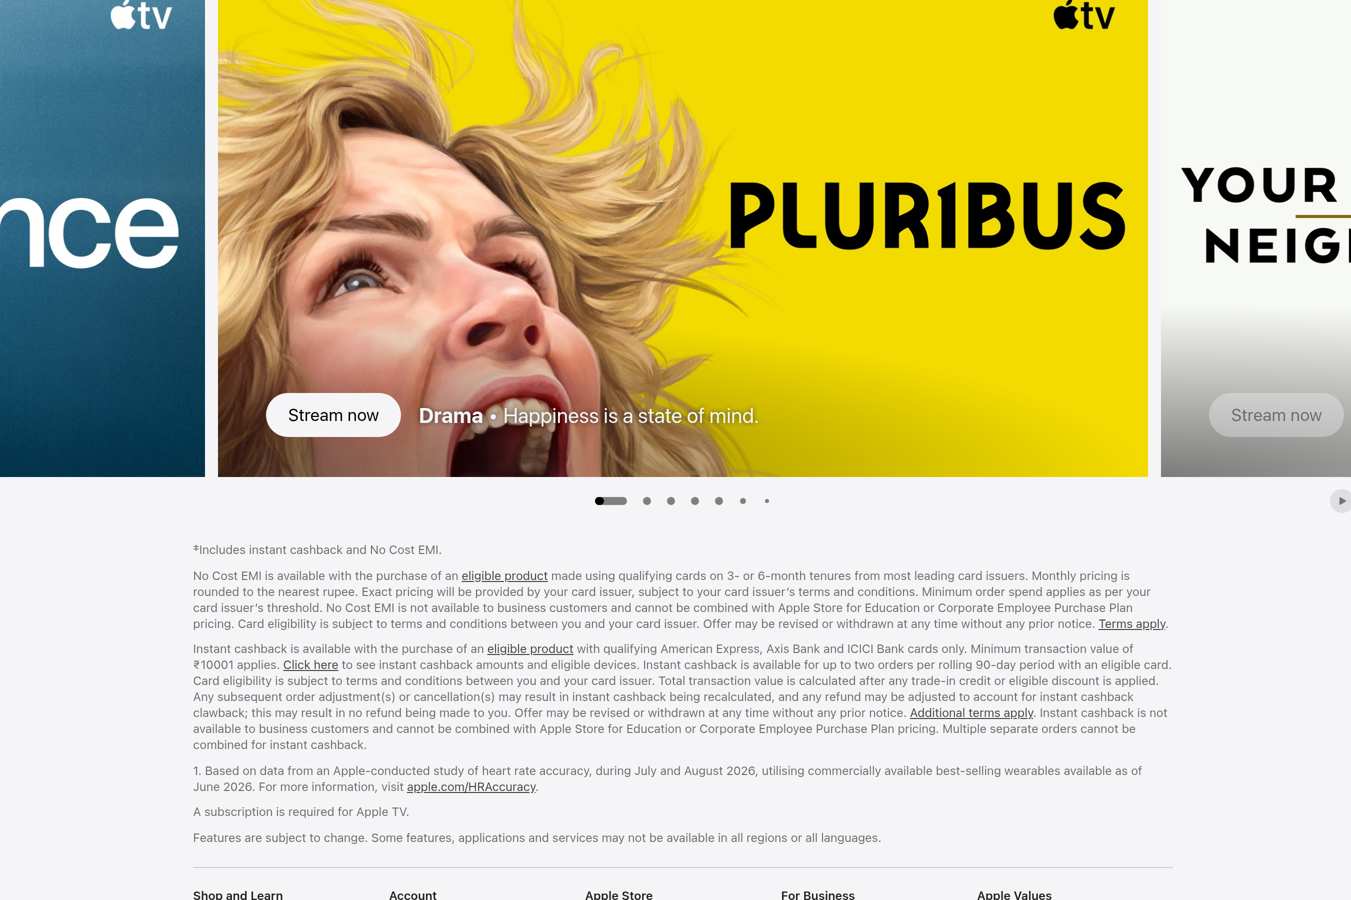 tv
tv
nce
PLUR1BUS
YOUR
NEIG
Stream now
Drama • Happiness is a state of mind.
Stream now
‡Includes instant cashback and No Cost EMI.
No Cost EMI is available with the purchase of an eligible product made using qualifying cards on 3- or 6-month tenures from most leading card issuers. Monthly pricing is
rounded to the nearest rupee. Exact pricing will be provided by your card issuer, subject to your card issuer's terms and conditions. Minimum order spend applies as per your
card issuer's threshold. No Cost EMI is not available to business customers and cannot be combined with Apple Store for Education or Corporate Employee Purchase Plan
pricing. Card eligibility is subject to terms and conditions between you and your card issuer. Offer may be revised or withdrawn at any time without any prior notice. Terms apply.
Instant cashback is available with the purchase of an eligible product with qualifying American Express, Axis Bank and ICICI Bank cards only. Minimum transaction value of
₹10001 applies. Click here to see instant cashback amounts and eligible devices. Instant cashback is available for up to two orders per rolling 90-day period with an eligible card.
Card eligibility is subject to terms and conditions between you and your card issuer. Total transaction value is calculated after any trade-in credit or eligible discount is applied.
Any subsequent order adjustment(s) or cancellation(s) may result in instant cashback being recalculated, and any refund may be adjusted to account for instant cashback
clawback; this may result in no refund being made to you. Offer may be revised or withdrawn at any time without any prior notice. Additional terms apply. Instant cashback is not
available to business customers and cannot be combined with Apple Store for Education or Corporate Employee Purchase Plan pricing. Multiple separate orders cannot be
combined for instant cashback.
1. Based on data from an Apple-conducted study of heart rate accuracy, during July and August 2026, utilising commercially available best-selling wearables available as of
June 2026. For more information, visit apple.com/HRAccuracy.
A subscription is required for Apple TV.
Features are subject to change. Some features, applications and services may not be available in all regions or all languages.
Shop and Learn
Account
Apple Store
For Business
Apple Values